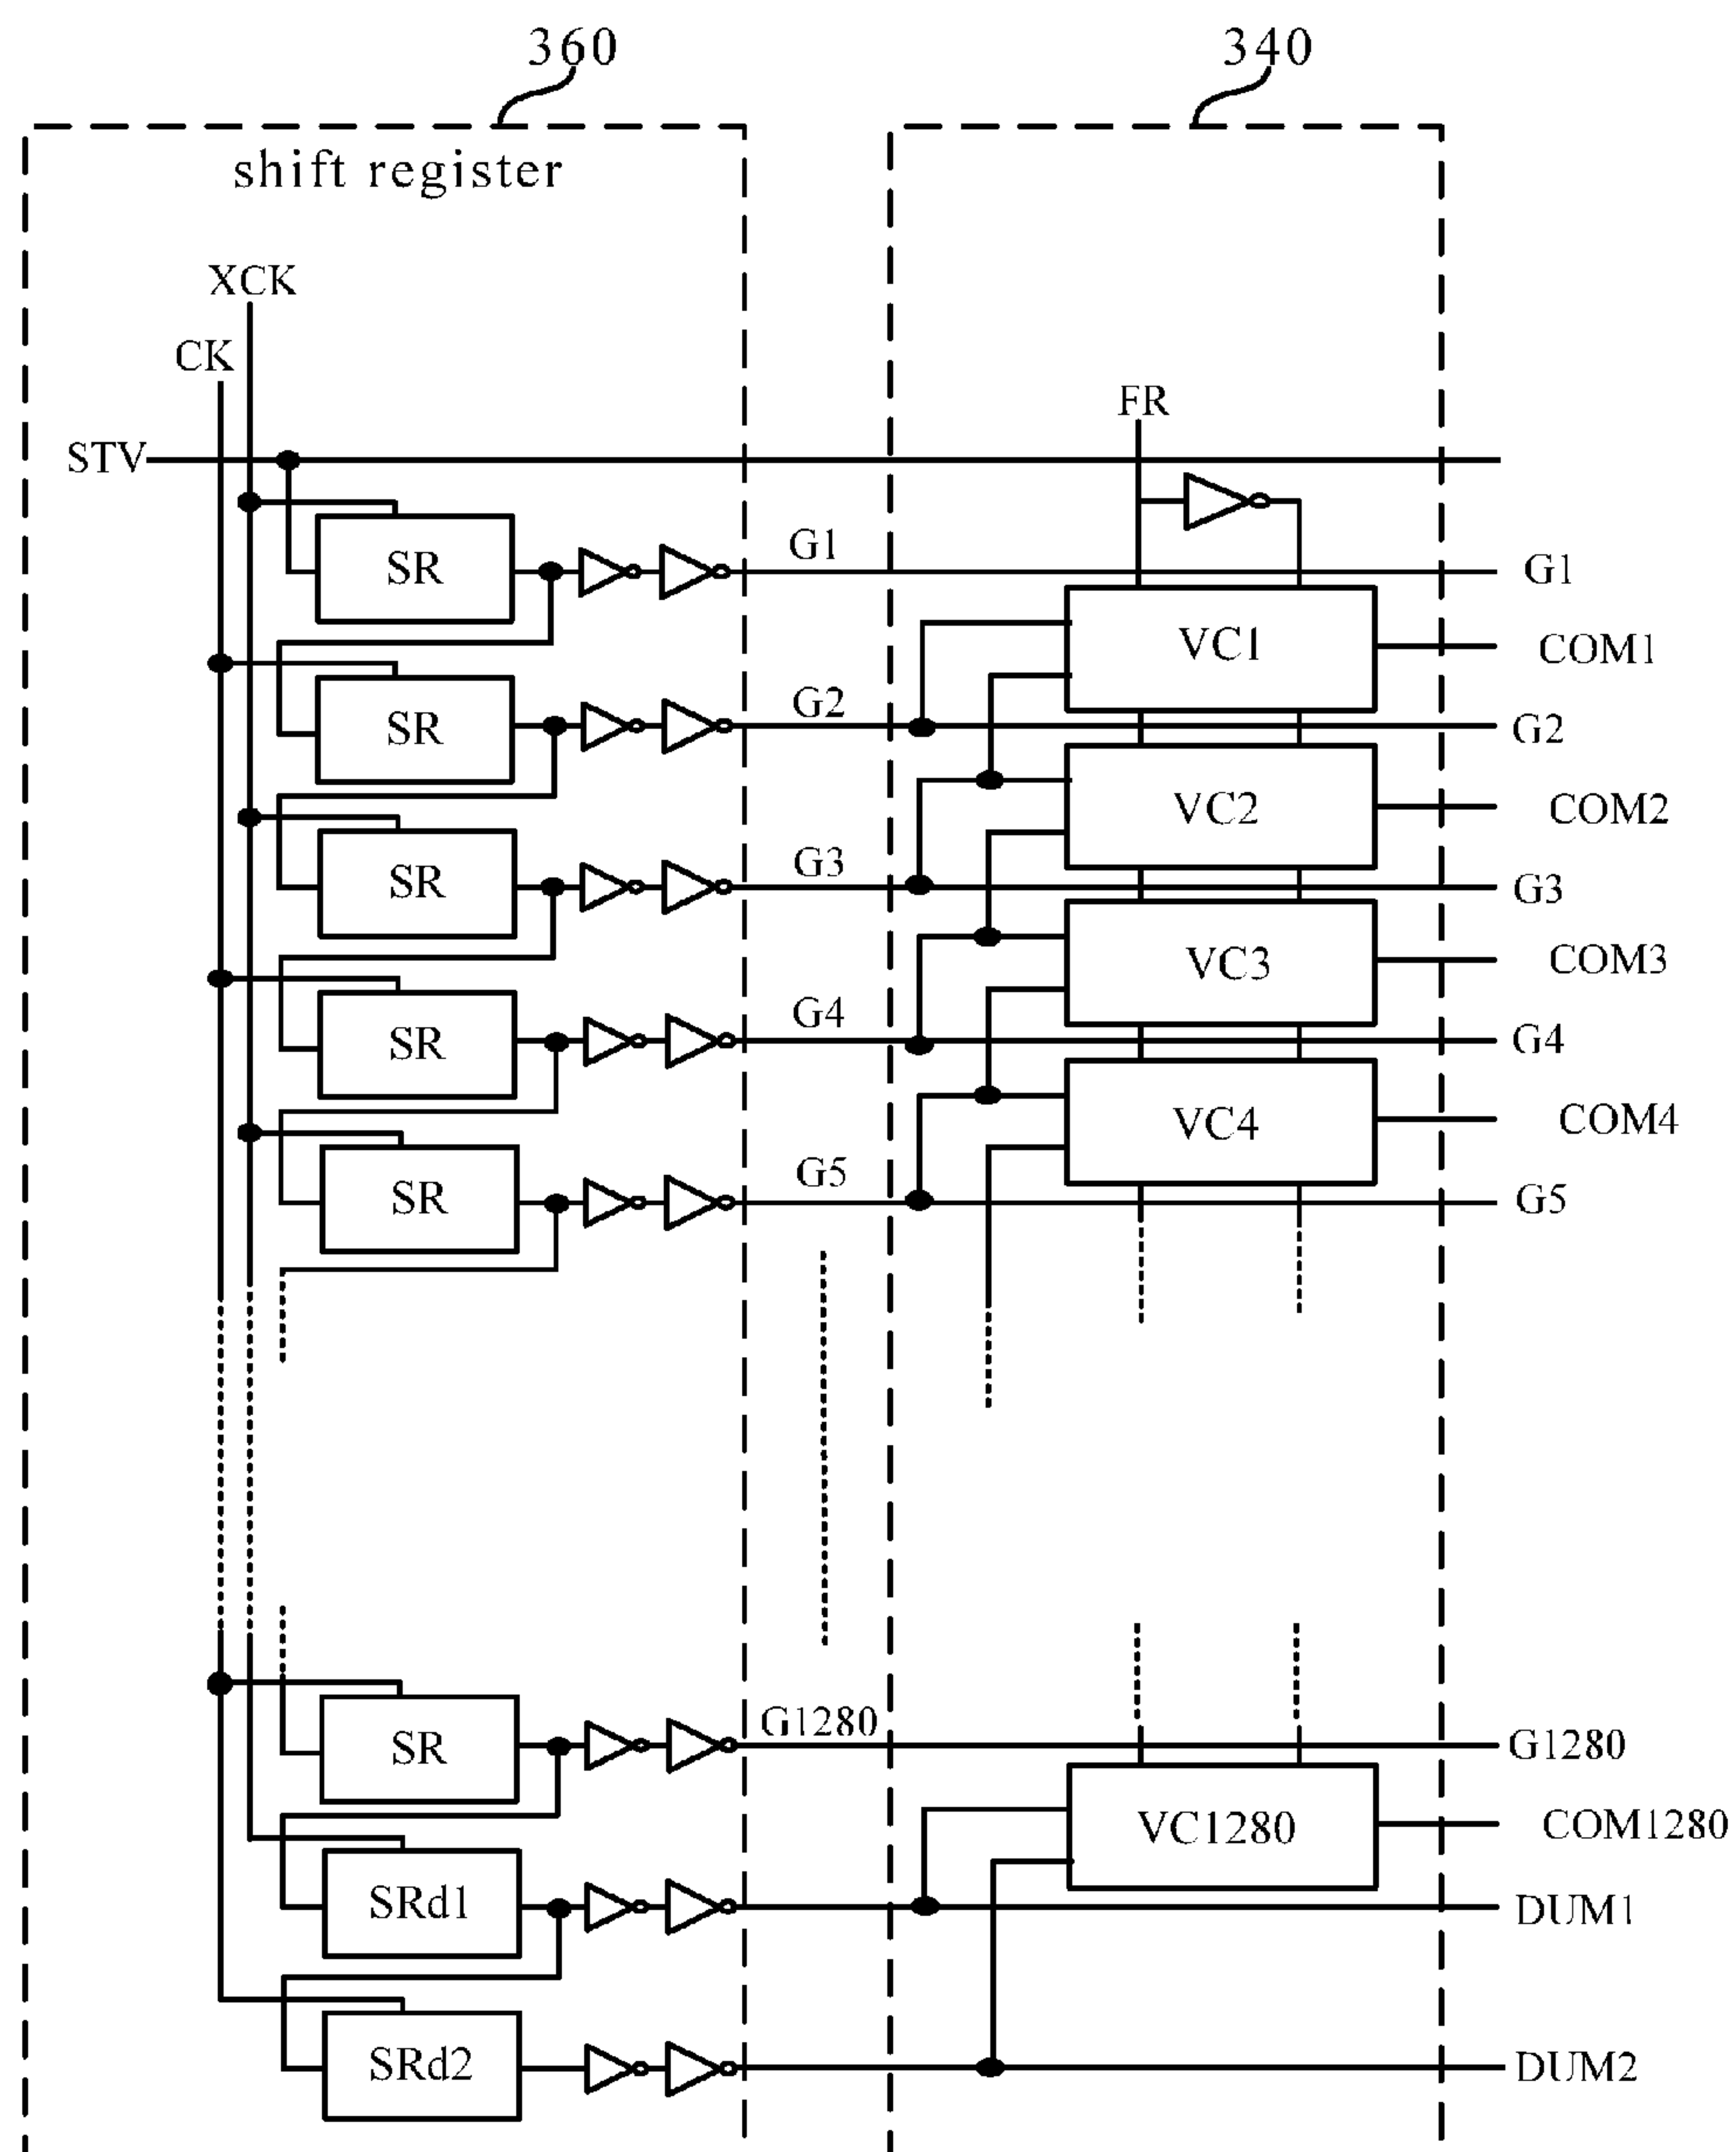 360
340
shift register
XCK
CK
FR
STV
SR
G1
G1
VC1
COM1
SR
G2
G2
VC2
COM2
SR
G3
G3
VC3
COM3
SR
G4
G4
VC4
COM4
SR
G5
G5
SR
G1280
G1280
VC1280
COM1280
SRd1
DUM1
SRd2
DUM2